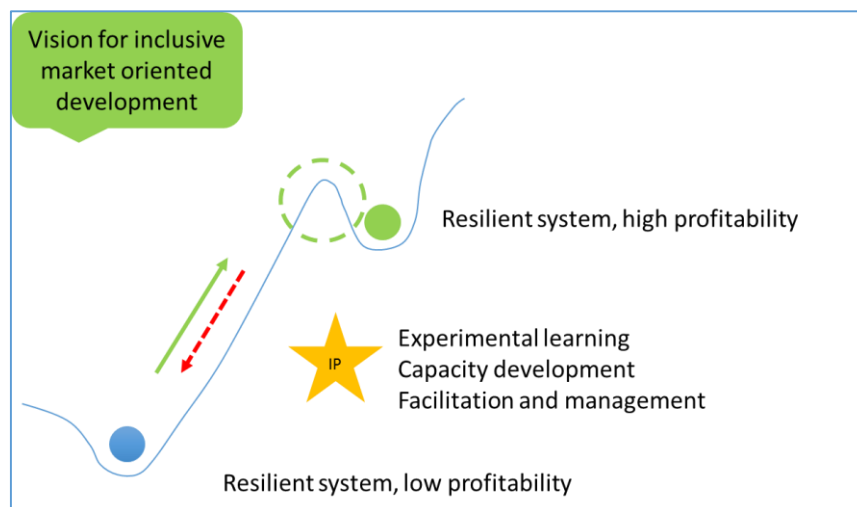 Vision for inclusive
market oriented
development
Resilient system, high profitability
IP
Experimental learning
Capacity development
Facilitation and management
Resilient system, low profitability